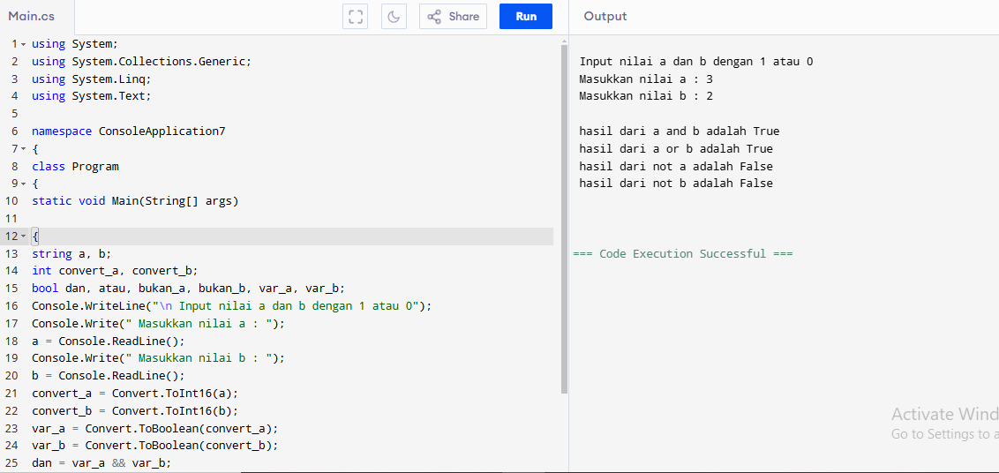 Main.cs
Share
Run
Output
1 using System;
2 using System.Collections.Generic;
3 using System.Linq;
4 using System.Text;
5
6 namespace ConsoleApplication7
7 {
8 class Program
9 {
10 static void Main(String[] args)
11
12 {
13 string a, b;
14 int convert_a, convert_b;
15 bool dan, atau, bukan_a, bukan_b, var_a, var_b;
16 Console.WriteLine("\n Input nilai a dan b dengan 1 atau 0");
17 Console.Write(" Masukkan nilai a : ");
18 a = Console.ReadLine();
19 Console.Write(" Masukkan nilai b : ");
20 b = Console.ReadLine();
21 convert_a = Convert.ToInt16(a);
22 convert_b = Convert.ToInt16(b);
23 var_a = Convert.ToBoolean(convert_a);
24 var_b = Convert.ToBoolean(convert_b);
25 dan = var_a && var_b;
Input nilai a dan b dengan 1 atau 0
Masukkan nilai a : 3
Masukkan nilai b : 2
hasil dari a and b adalah True
hasil dari a or b adalah True
hasil dari not a adalah False
hasil dari not b adalah False
=== Code Execution Successful ===
Activate Wind
Go to Settings to a